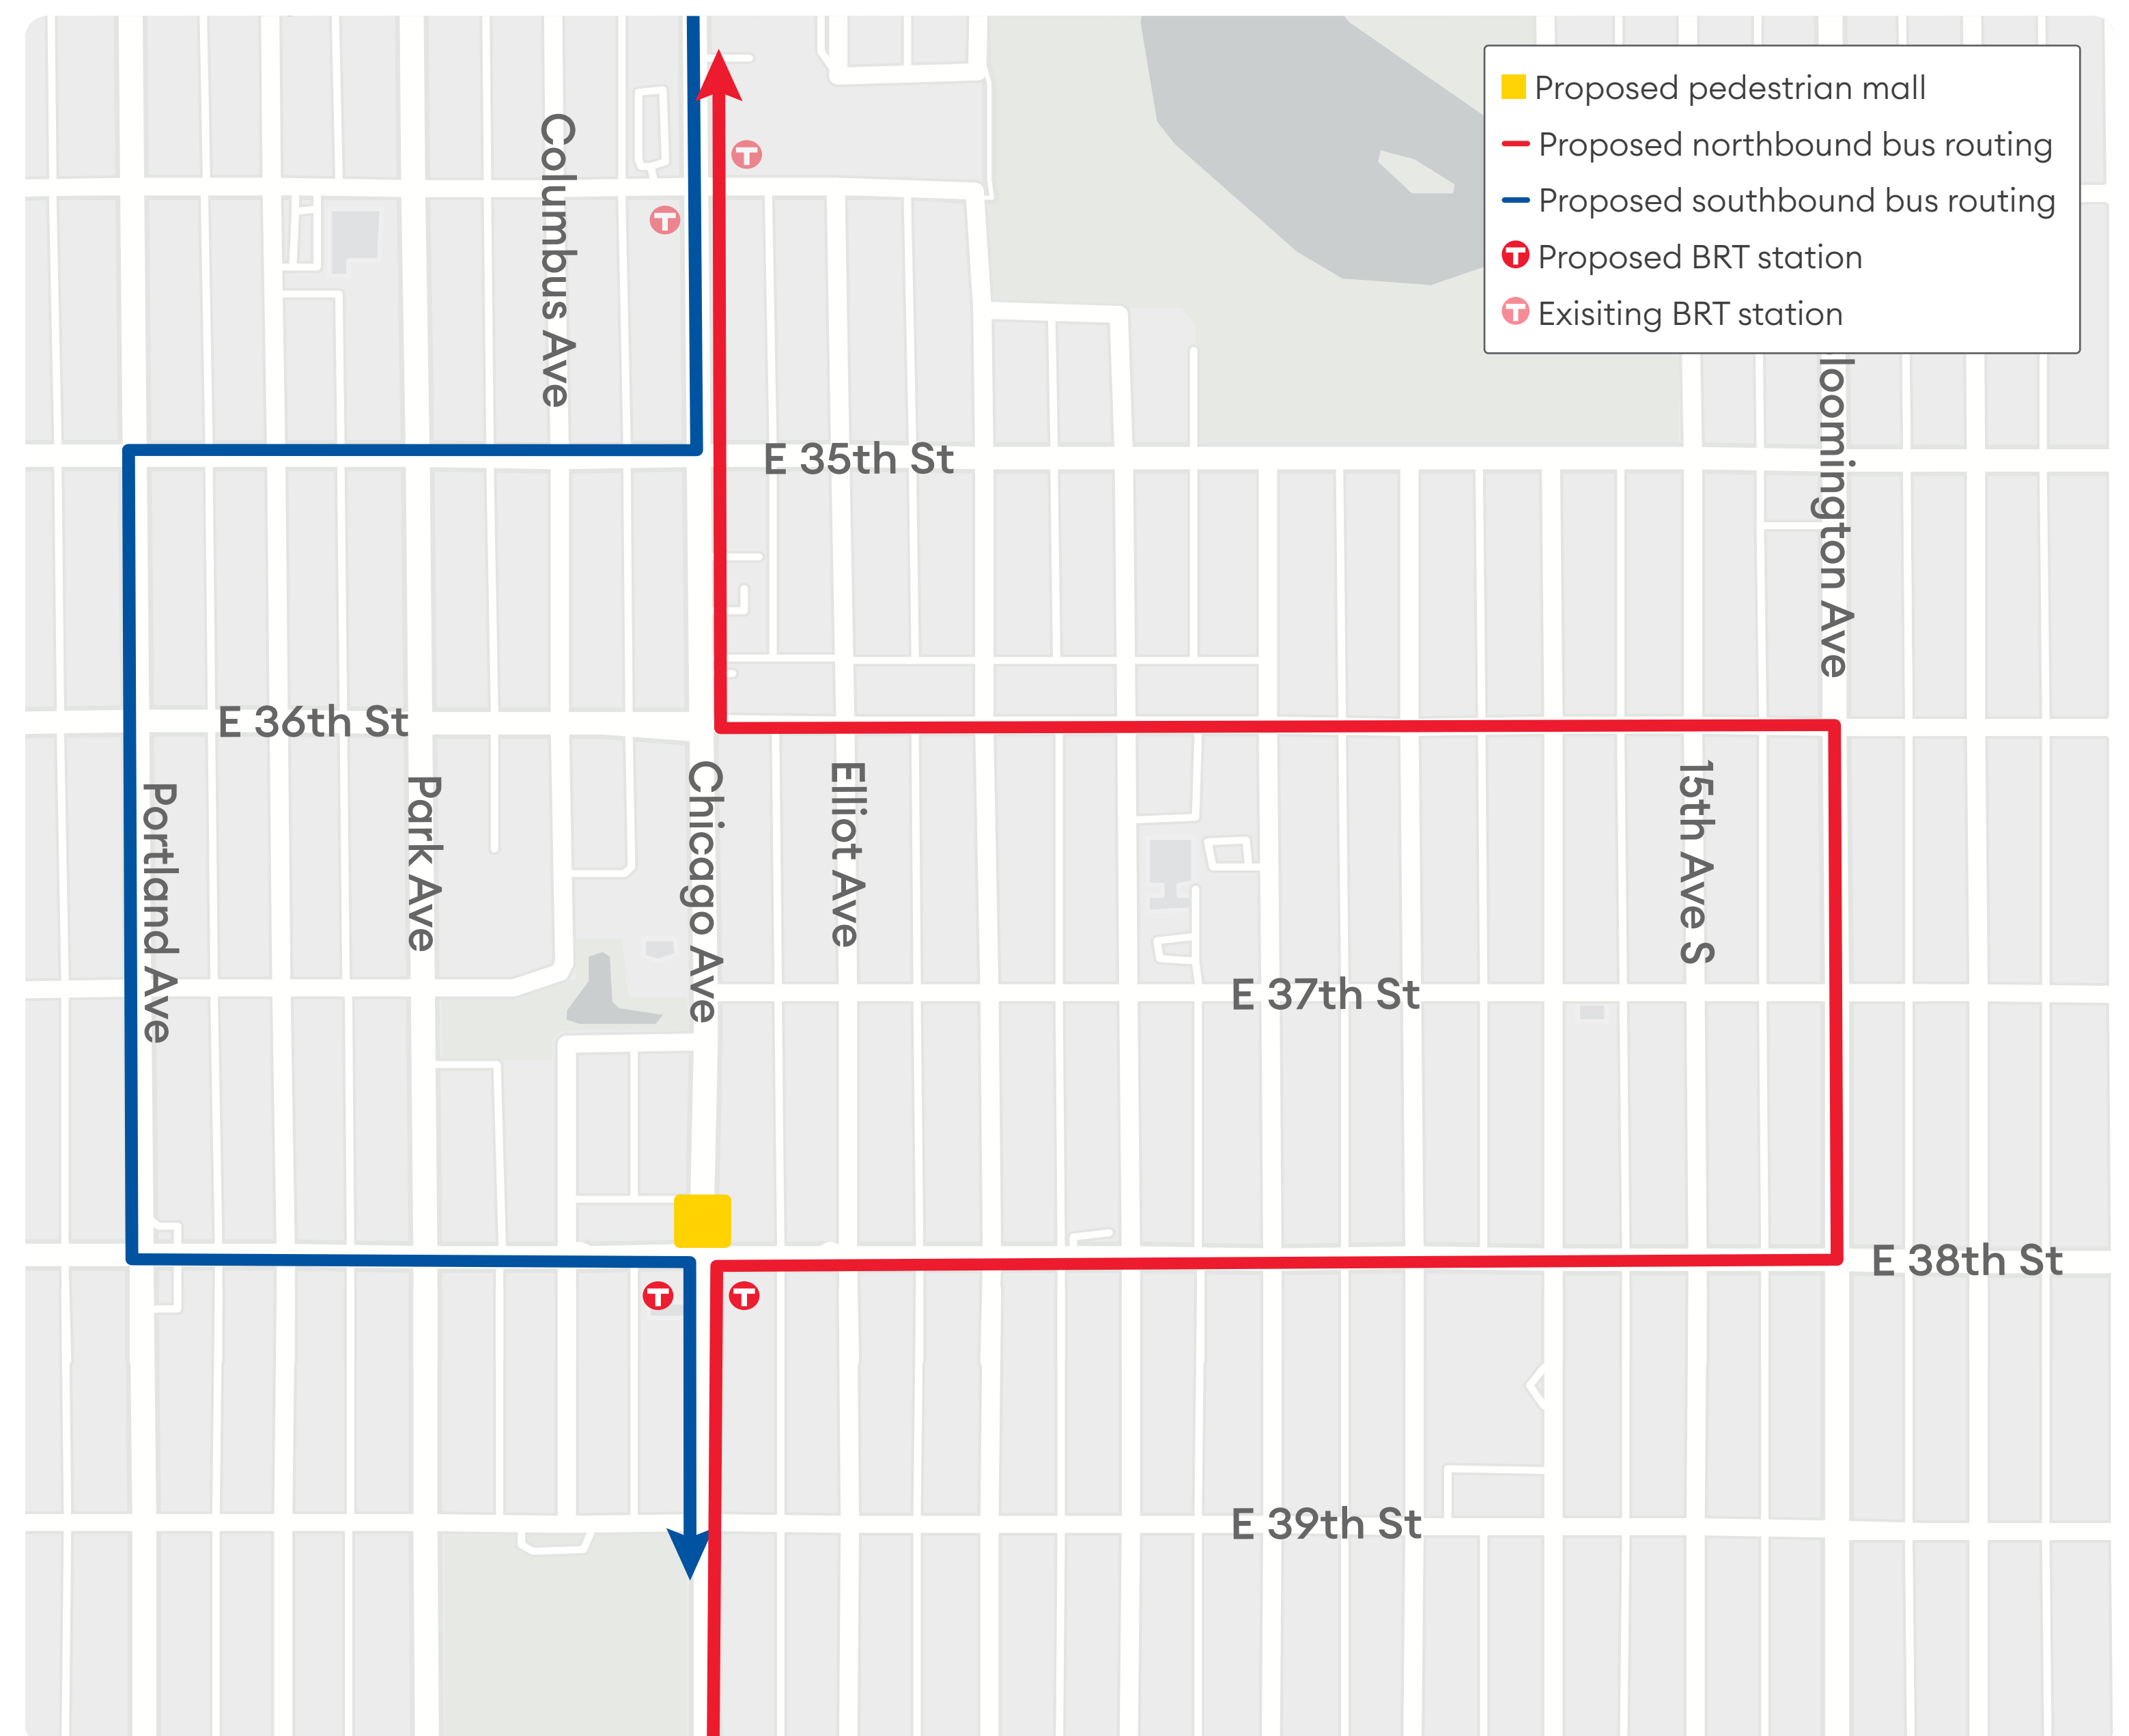 Proposed pedestrian mall
Proposed northbound bus routing
Proposed southbound bus routing
Proposed BRT station
Exisiting BRT station
Columbus Ave
loomington Ave
E 35th St
E 36th St
Portland Ave
Park Ave
Chicago Ave
Elliot Ave
15th Ave S
E 37th St
E 38th St
T
T
T
T
T
T
E 39th St